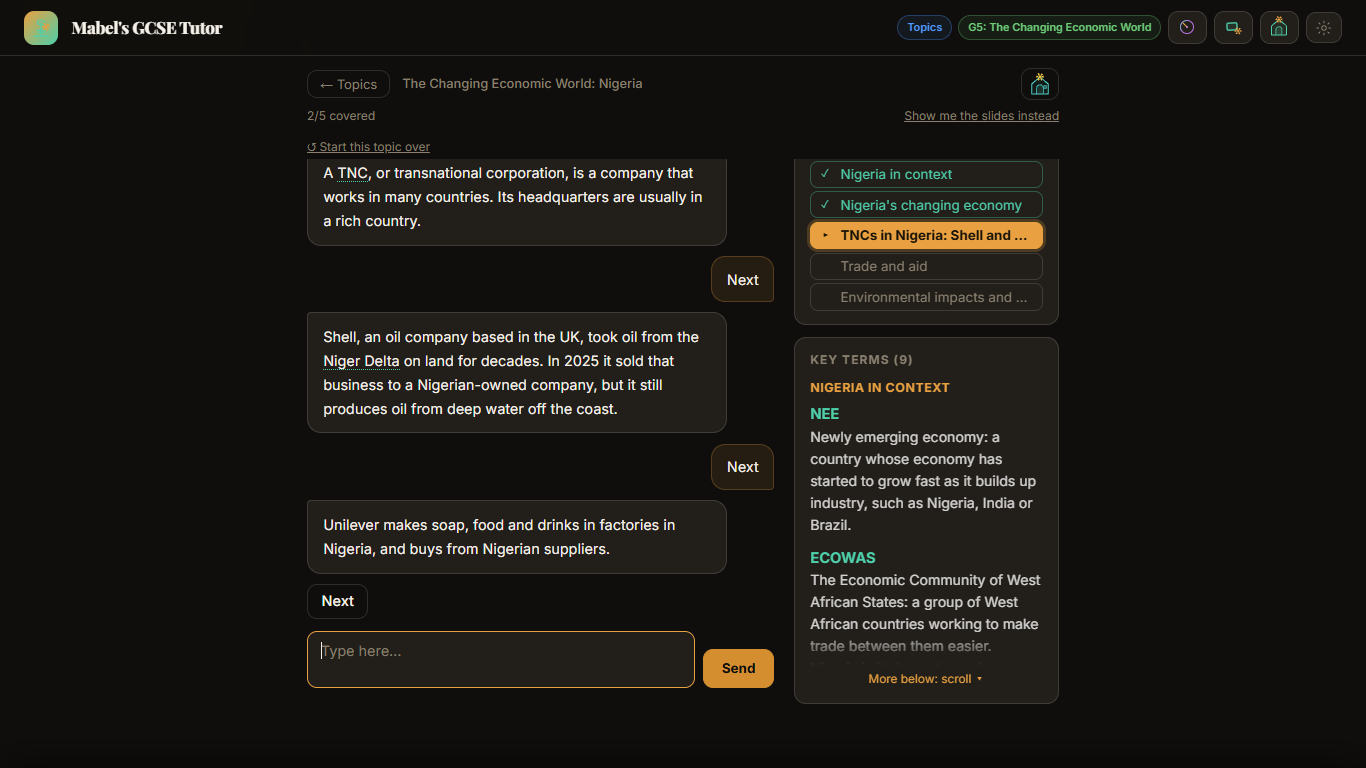 Mabel's GCSE Tutor
Topics
G5: The Changing Economic World
← Topics
The Changing Economic World: Nigeria
2/5 covered
Show me the slides instead
↺ Start this topic over
A TNC, or transnational corporation, is a company that
works in many countries. Its headquarters are usually in
a rich country.
Next
Shell, an oil company based in the UK, took oil from the
Niger Delta on land for decades. In 2025 it sold that
business to a Nigerian-owned company, but it still
produces oil from deep water off the coast.
Next
Unilever makes soap, food and drinks in factories in
Nigeria, and buys from Nigerian suppliers.
Next
Type here...
Send
✓ Nigeria in context
✓ Nigeria's changing economy
▸ TNCs in Nigeria: Shell and ...
Trade and aid
Environmental impacts and ...
KEY TERMS (9)
NIGERIA IN CONTEXT
NEE
Newly emerging economy: a
country whose economy has
started to grow fast as it builds up
industry, such as Nigeria, India or
Brazil.
ECOWAS
The Economic Community of West
African States: a group of West
African countries working to make
trade between them easier.
More below: scroll ▾